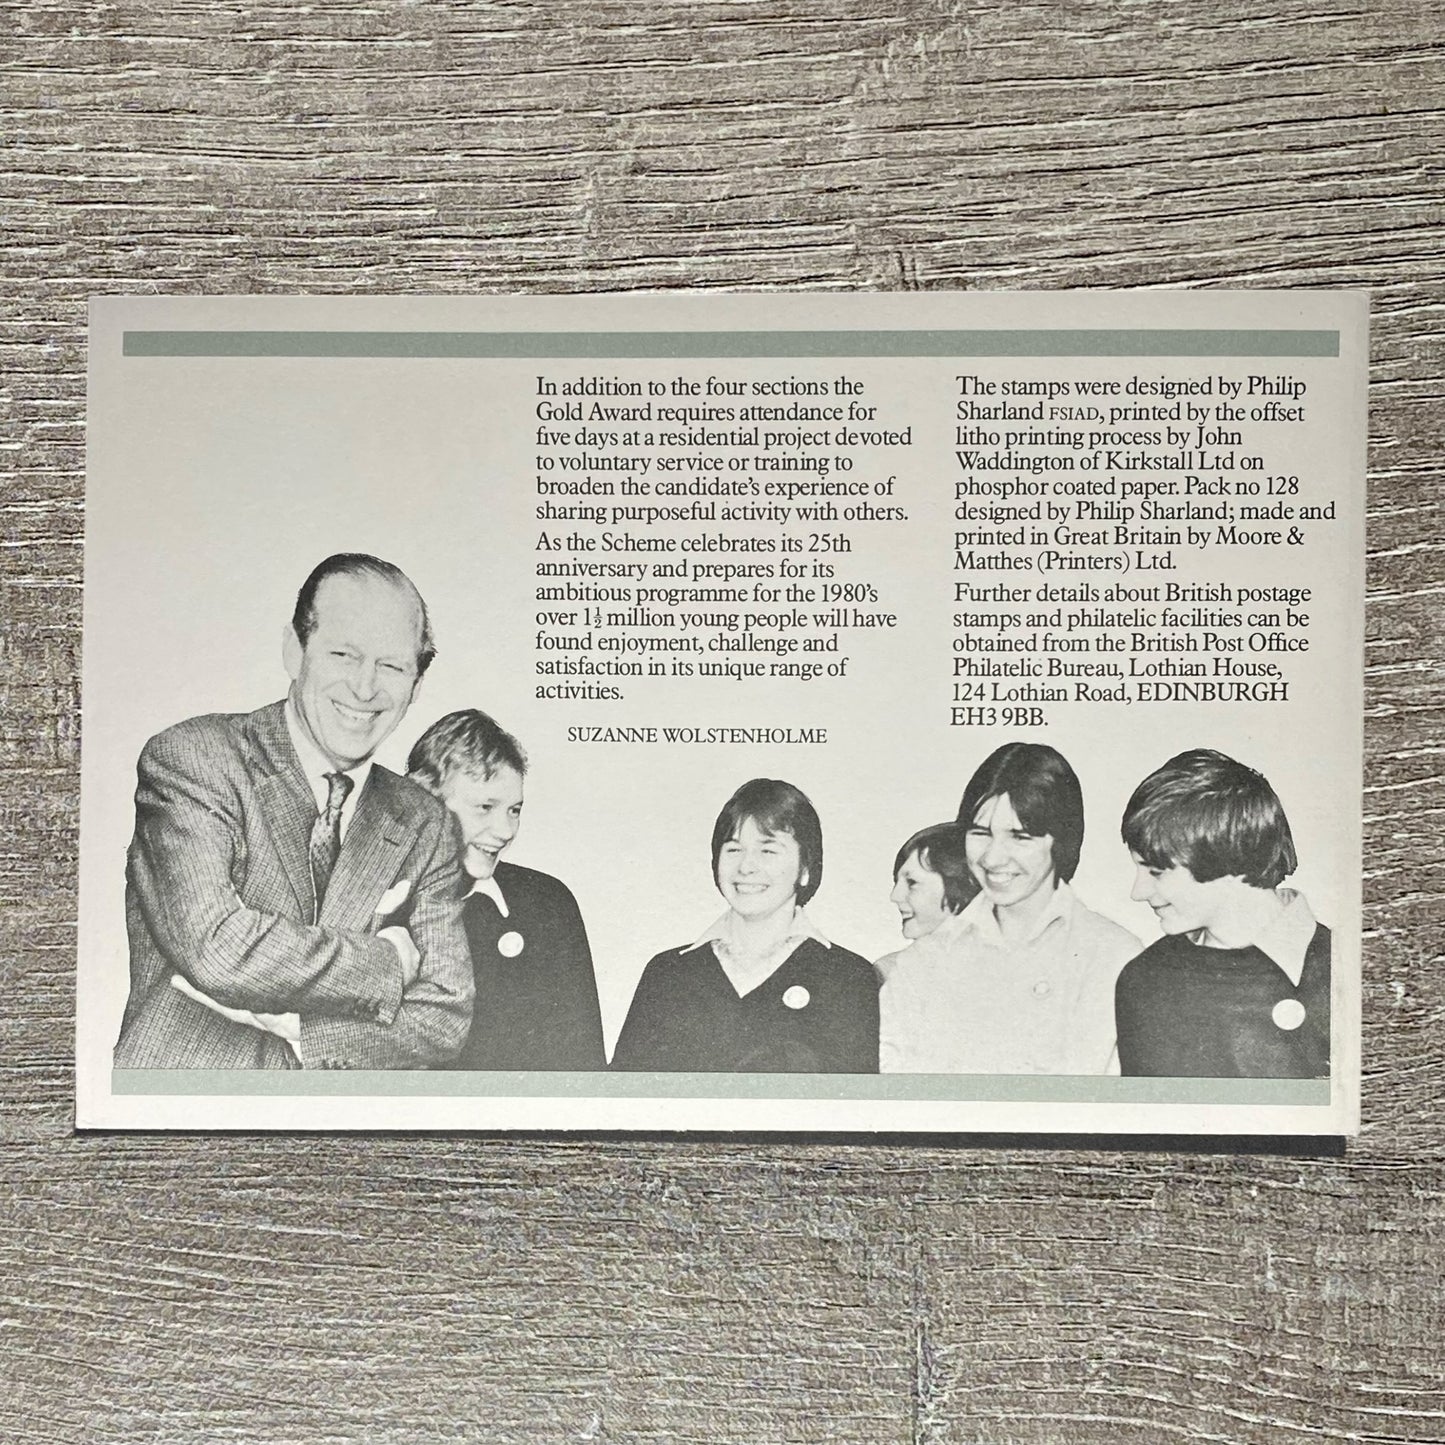 In addition to the four sections the
Gold Award requires attendance for
five days at a residential project devoted
to voluntary service or training to
broaden the candidate's experience of
sharing purposeful activity with others.
As the Scheme celebrates its 25th
anniversary and prepares for its
ambitious programme for the 1980's
over 1½ million young people will have
found enjoyment, challenge and
satisfaction in its unique range of
activities.
SUZANNE WOLSTENHOLME
The stamps were designed by Philip
Sharland FSIAD, printed by the offset
litho printing process by John
Waddington of Kirkstall Ltd on
phosphor coated paper. Pack no 128
designed by Philip Sharland; made and
printed in Great Britain by Moore &
Matthes (Printers) Ltd.
Further details about British postage
stamps and philatelic facilities can be
obtained from the British Post Office
Philatelic Bureau, Lothian House,
124 Lothian Road, EDINBURGH
EH3 9BB.